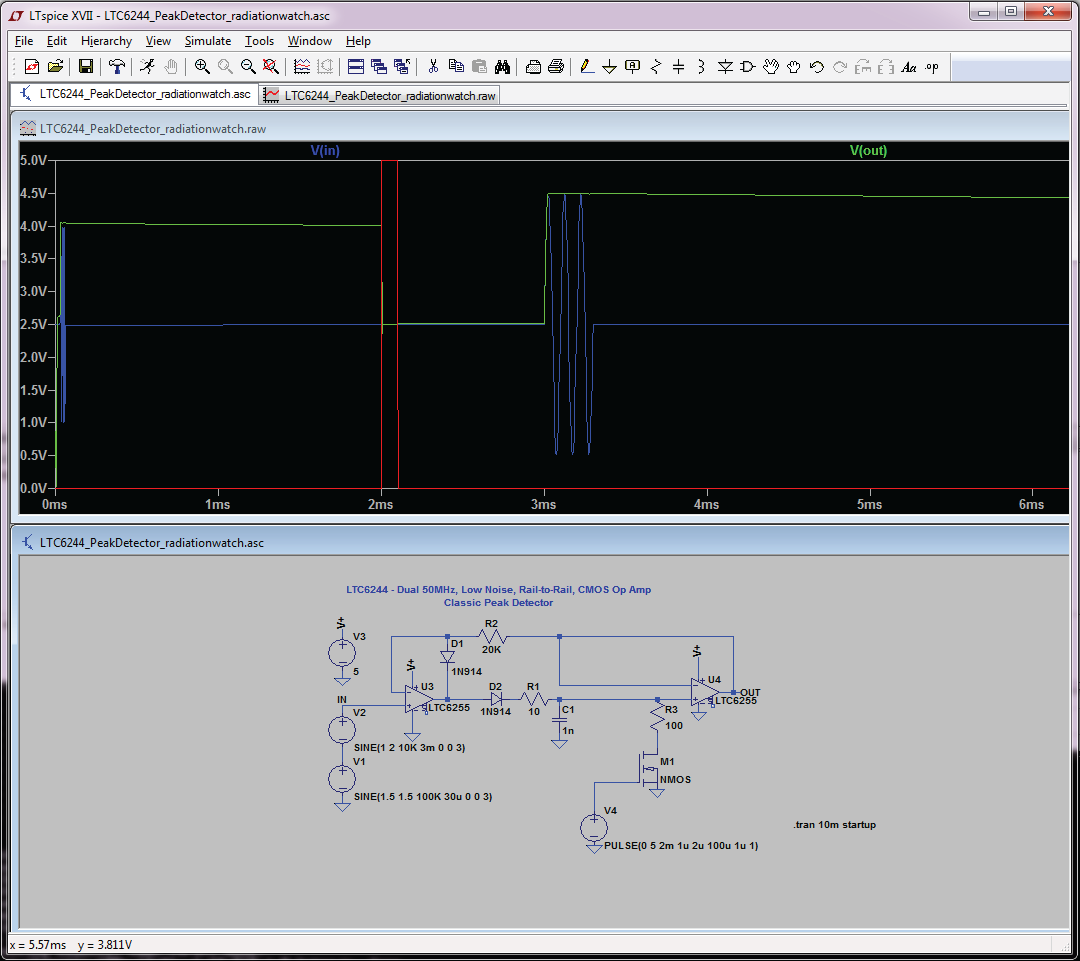 LTspice XVII - LTC6244_PeakDetector_radiationwatch.asc
File Edit Hierarchy View Simulate Tools Window Help
Aa .op
LTC6244_PeakDetector_radiationwatch.asc LTC6244_PeakDetector_radiationwatch.raw
LTC6244_PeakDetector_radiationwatch.raw
V(in) V(out)
5.0V
4.5V
4.0V
3.5V
3.0V
2.5V
2.0V
1.5V
1.0V
0.5V
0.0V
0ms 1ms 2ms 3ms 4ms 5ms 6ms
LTC6244_PeakDetector_radiationwatch.asc
LTC6244 - Dual 50MHz, Low Noise, Rail-to-Rail, CMOS Op Amp
Classic Peak Detector
V+
V3
5
R2
20K
D1
1N914
V+
U3
LTC6255
D2
1N914
R1
10
C1
1n
V+
U4
LTC6255
OUT
R3
100
IN
V2
SINE(1 2 10K 3m 0 0 3)
V1
SINE(1.5 1.5 100K 30u 0 0 3)
M1
NMOS
V4
PULSE(0 5 2m 1u 2u 100u 1u 1)
.tran 10m startup
x = 5.57ms y = 3.811V